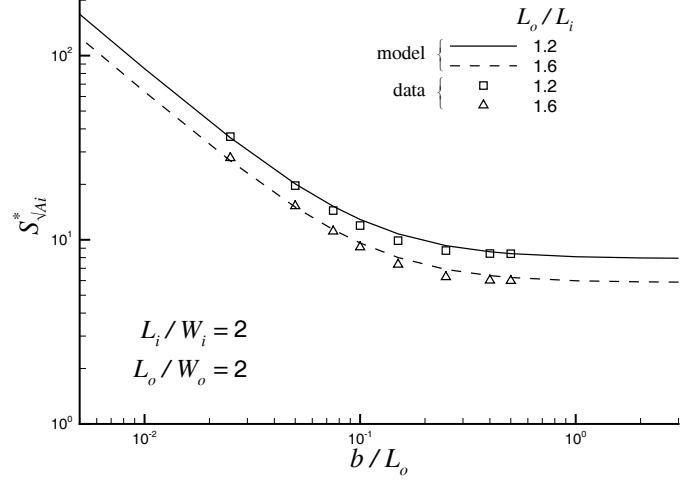 L_o / L_i
model { 1.2
1.6
data { 1.2
1.6
10^2
10^1
10^0
S*_√Ai
L_i / W_i = 2
L_o / W_o = 2
10^-2
10^-1
10^0
b / L_o